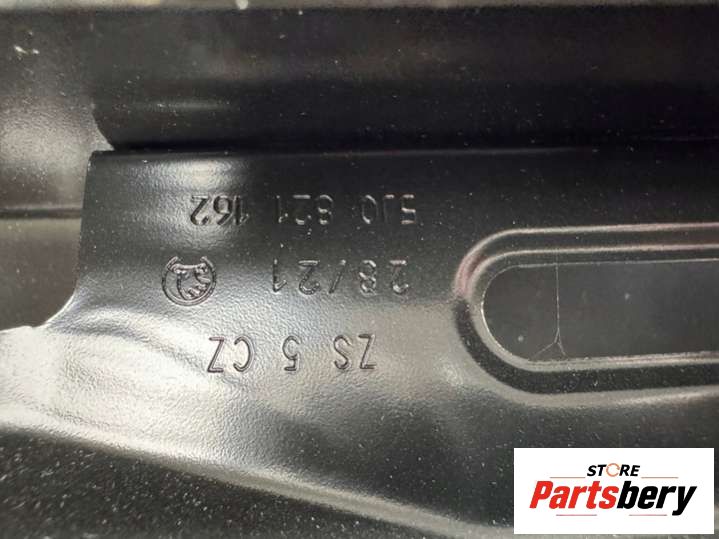 5J0 821 162
28/21
ZS 5 CZ
STORE
Partsbery